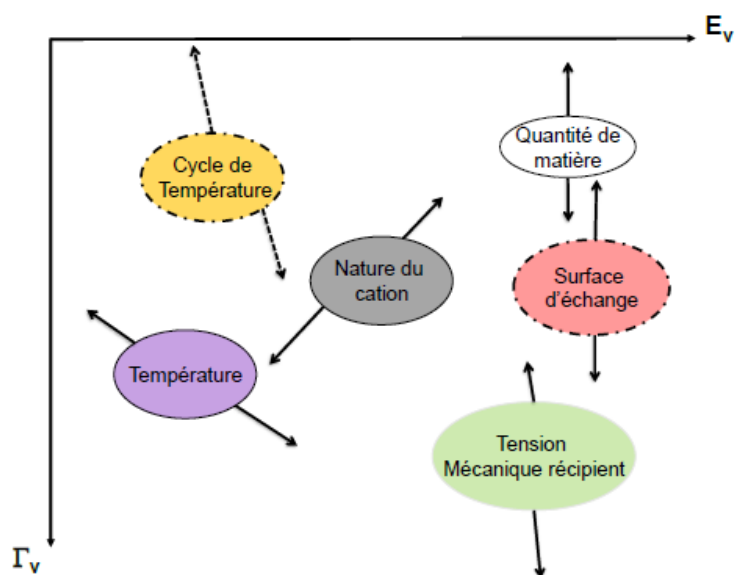 Eᵥ
Quantité de
matière
Cycle de
Température
Nature du
cation
Surface
d'échange
Température
Tension
Mécanique récipient
Γᵥ